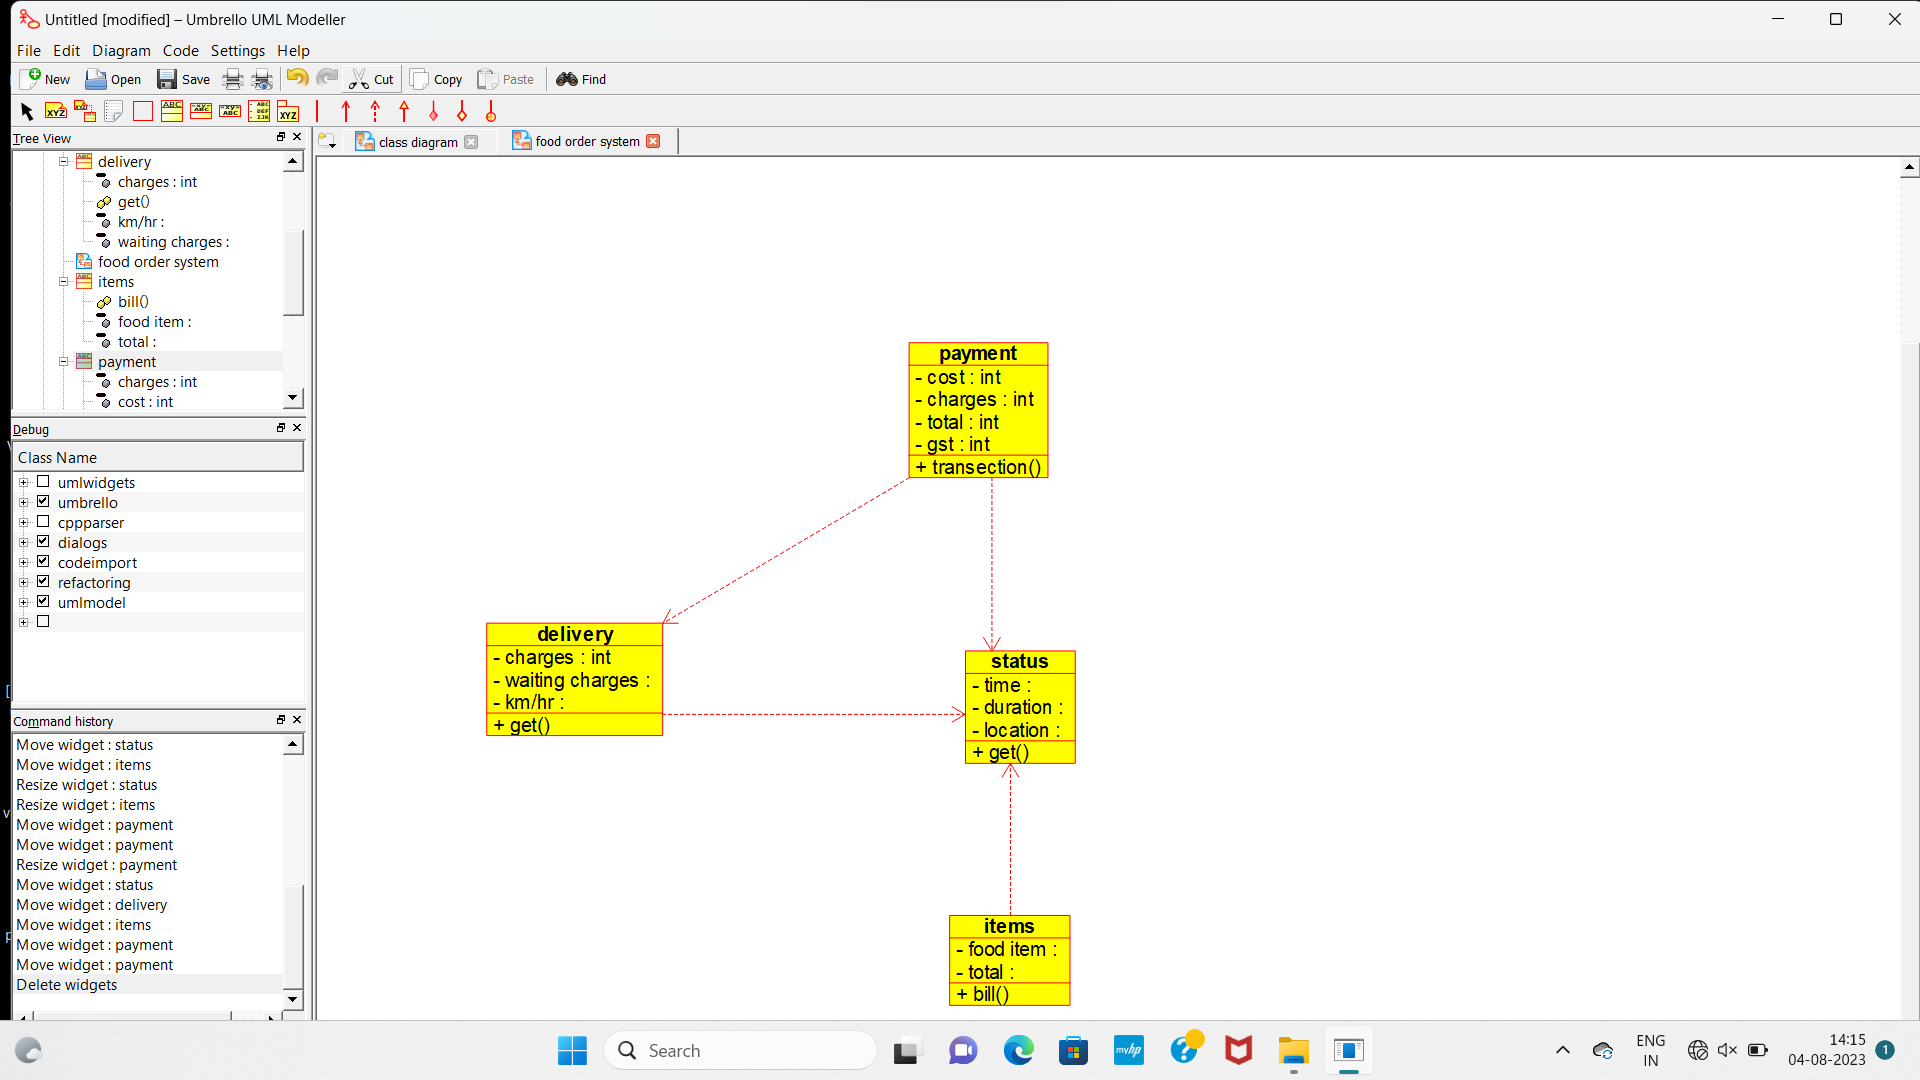 Untitled [modified] – Umbrello UML Modeller
File Edit Diagram Code Settings Help
New Open Save Cut Copy Paste Find
Tree View
class diagram
food order system
delivery
charges : int
get()
km/hr :
waiting charges :
food order system
items
bill()
food item :
total :
payment
charges : int
cost : int
Debug
Class Name
umlwidgets
umbrello
cppparser
dialogs
codeimport
refactoring
umlmodel
Command history
Move widget : status
Move widget : items
Resize widget : status
Resize widget : items
Move widget : payment
Move widget : payment
Resize widget : payment
Move widget : status
Move widget : delivery
Move widget : items
Move widget : payment
Move widget : payment
Delete widgets
payment
- cost : int
- charges : int
- total : int
- gst : int
+ transection()
delivery
- charges : int
- waiting charges :
- km/hr :
+ get()
status
- time :
- duration :
- location :
+ get()
items
- food item :
- total :
+ bill()
Search
myhp
ENG
IN
14:15
04-08-2023
1